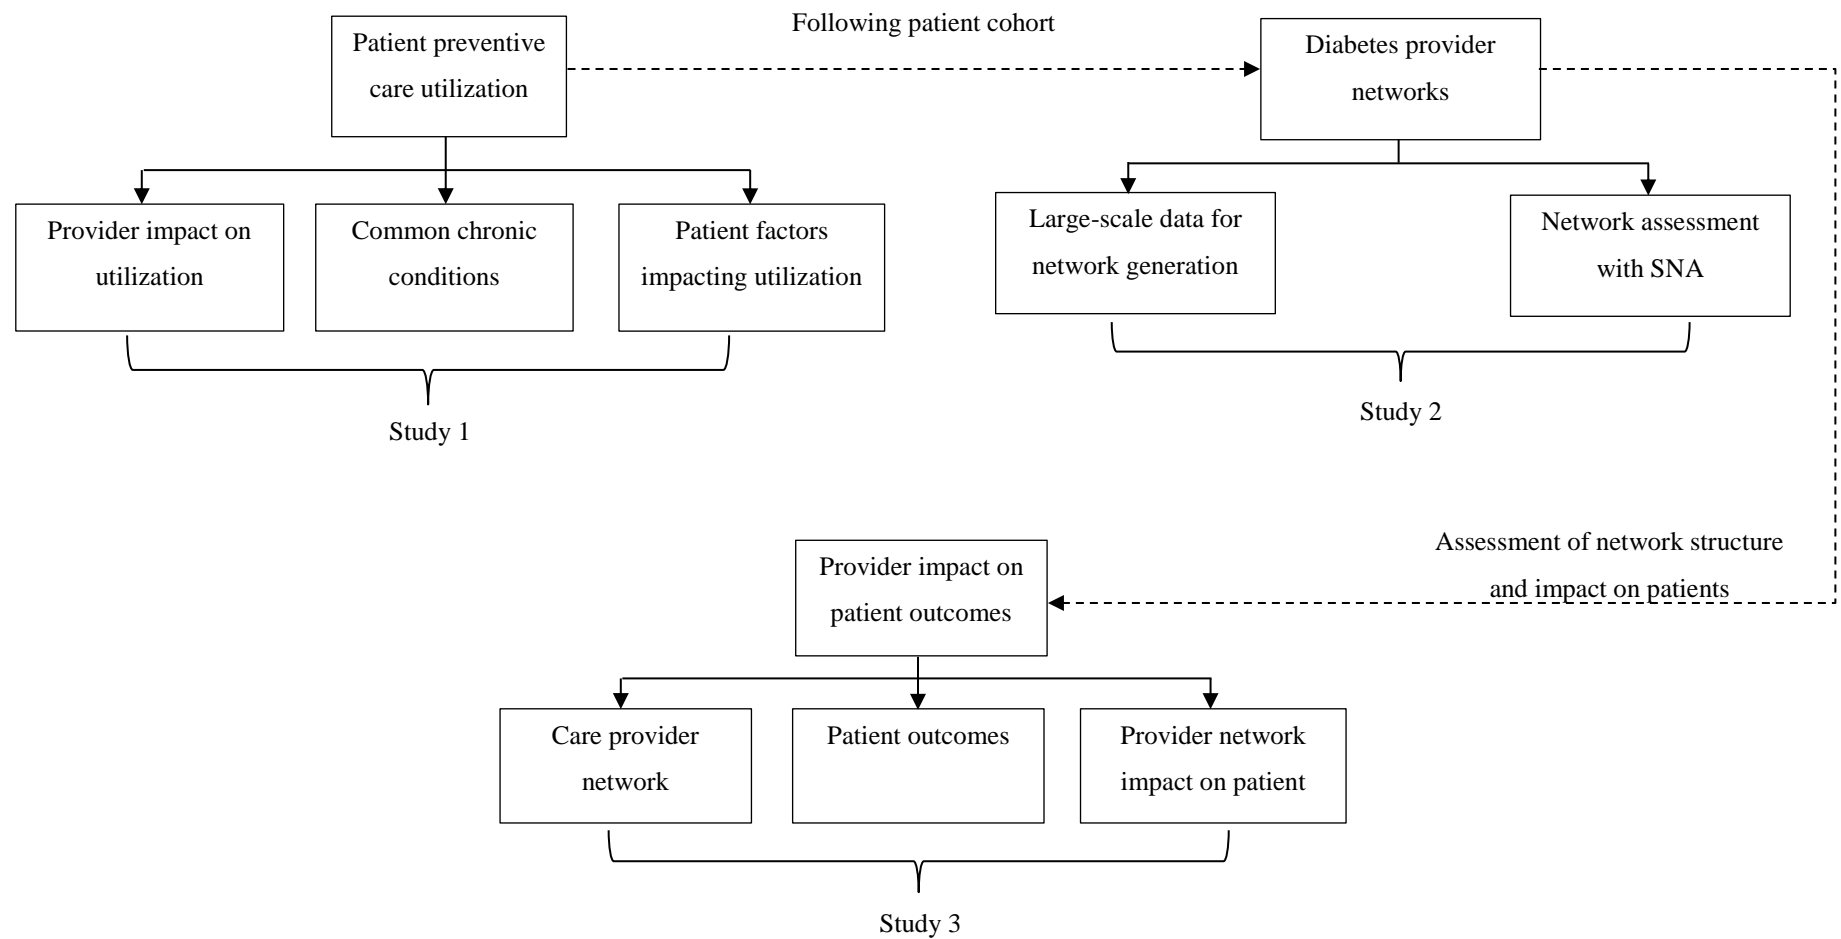 Following patient cohort
Patient preventive
care utilization
Diabetes provider
networks
Provider impact on
utilization
Common chronic
conditions
Patient factors
impacting utilization
Large-scale data for
network generation
Network assessment
with SNA
Study 1
Study 2
Assessment of network structure
and impact on patients
Provider impact on
patient outcomes
Care provider
network
Patient outcomes
Provider network
impact on patient
Study 3